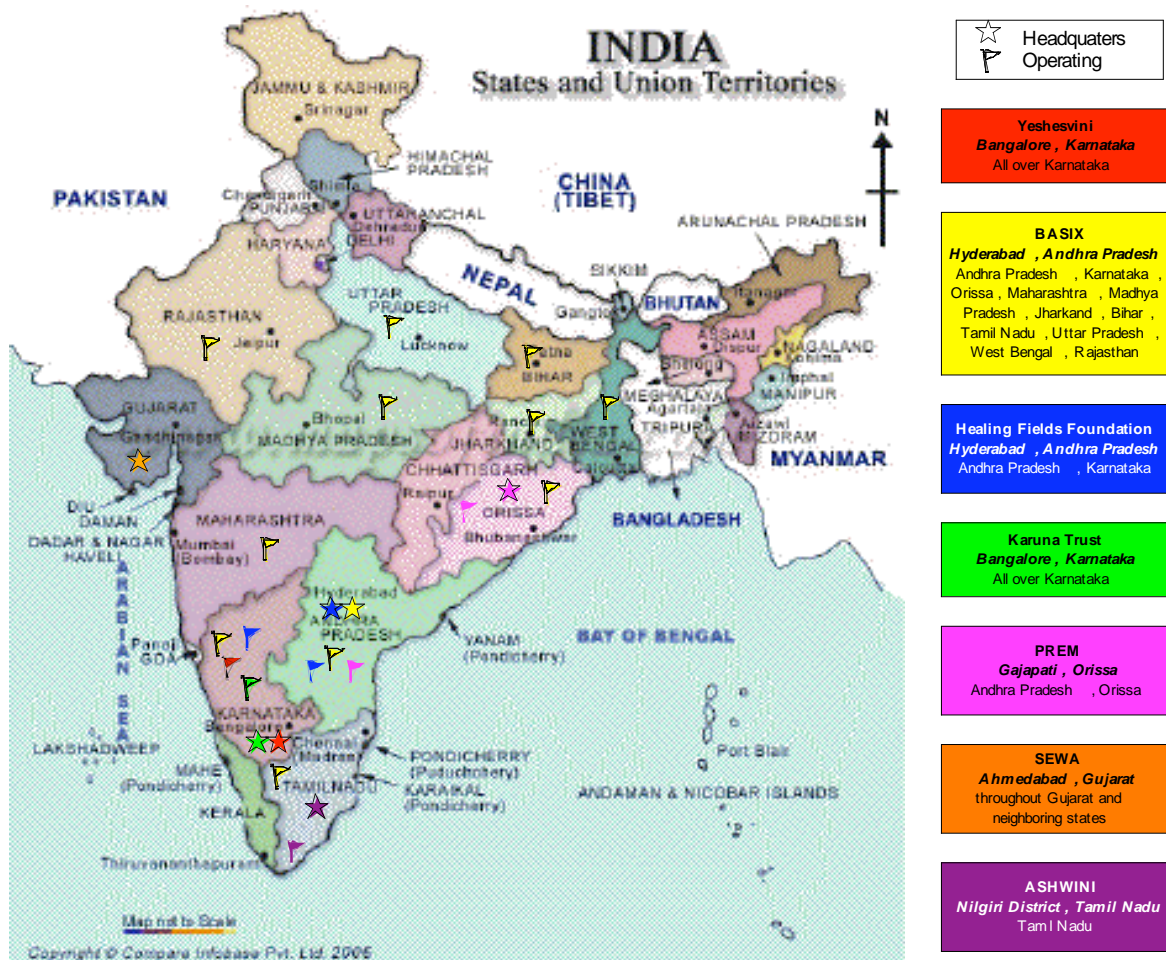 INDIA
States and Union Territories
Headquaters
Operating
N
JAMMU & KASHMIR
Srinagar
HIMACHAL
PRADESH
Shimla
Chandigarh
PUNJAB
PAKISTAN
CHINA
(TIBET)
UTTARANCHAL
Dehradun
HARYANA
DELHI
ARUNACHAL PRADESH
Itanagar
SIKKIM
Gangtok
NEPAL
BHUTAN
UTTAR
PRADESH
Lucknow
RAJASTHAN
Jaipur
ASSAM
Dispur
NAGALAND
Kohima
Shillong
Patna
BIHAR
MEGHALAYA
Imphal
MANIPUR
Agartala
TRIPURA
Aizawl
MIZORAM
GUJARAT
Gandhinagar
Bhopal
MADHYA PRADESH
Ranchi
JHARKHAND
WEST
BENGAL
Calcutta
MYANMAR
CHHATTISGARH
Raipur
ORISSA
Bhubaneshwar
BANGLADESH
DIU
DAMAN
DADAR & NAGAR
HAVELI
MAHARASHTRA
Mumbai
(Bombay)
ARABIAN SEA
Hyderabad
ANDHRA
PRADESH
YANAM
(Pondicherry)
BAY OF BENGAL
Panaji
GOA
KARNATAKA
Bangalore
Chennai
(Madras)
LAKSHADWEEP
MAHE
(Pondicherry)
PONDICHERRY
(Puduchchery)
KARAIKAL
(Pondicherry)
TAMILNADU
KERALA
Thiruvananthapuram
Port Blair
ANDAMAN & NICOBAR ISLANDS
Map not to Scale
Copyright © Compare Infobase Pvt. Ltd. 2006
Yeshesvini
Bangalore , Karnataka
All over Karnataka
BASIX
Hyderabad , Andhra Pradesh
Andhra Pradesh , Karnataka ,
Orissa , Maharashtra , Madhya
Pradesh , Jharkand , Bihar ,
Tamil Nadu , Uttar Pradesh ,
West Bengal , Rajasthan
Healing Fields Foundation
Hyderabad , Andhra Pradesh
Andhra Pradesh , Karnataka
Karuna Trust
Bangalore , Karnataka
All over Karnataka
PREM
Gajapati , Orissa
Andhra Pradesh , Orissa
SEWA
Ahmedabad , Gujarat
throughout Gujarat and
neighboring states
ASHWINI
Nilgiri District , Tamil Nadu
Tam l Nadu